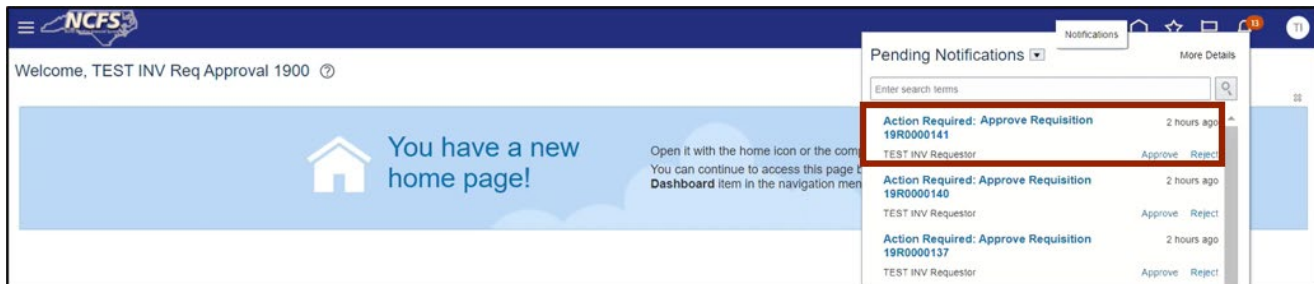 NCFS
Notifications
13
TI
Welcome, TEST INV Req Approval 1900
Pending Notifications
More Details
Enter search terms
You have a new
home page!
Open it with the home icon or the comp
You can continue to access this page b
Dashboard item in the navigation men
Action Required: Approve Requisition
19R0000141
2 hours ago
TEST INV Requestor
Approve Reject
Action Required: Approve Requisition
19R0000140
2 hours ago
TEST INV Requestor
Approve Reject
Action Required: Approve Requisition
19R0000137
2 hours ago
TEST INV Requestor
Approve Reject